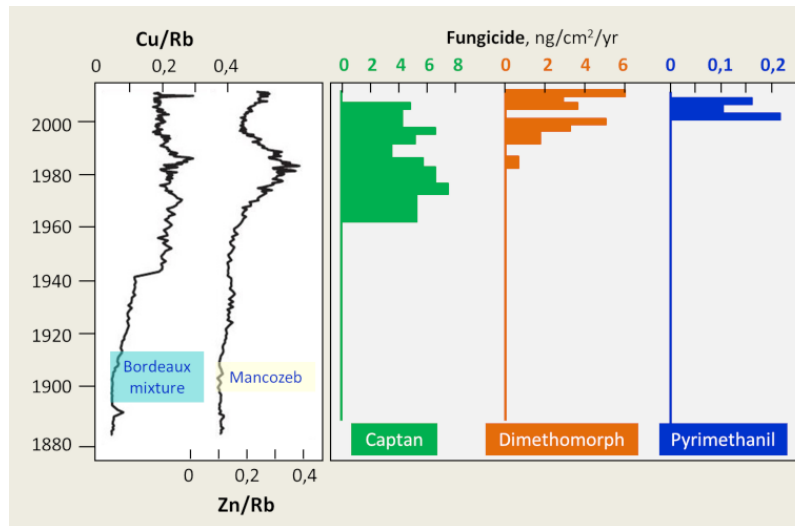 Cu/Rb
0 0,2 0,4
Fungicide, ng/cm²/yr
0 2 4 6 8
0 2 4 6
0 0,1 0,2
2000
1980
1960
1940
1920
1900
1880
Bordeaux
mixture
Mancozeb
Captan
Dimethomorph
Pyrimethanil
0 0,2 0,4
Zn/Rb